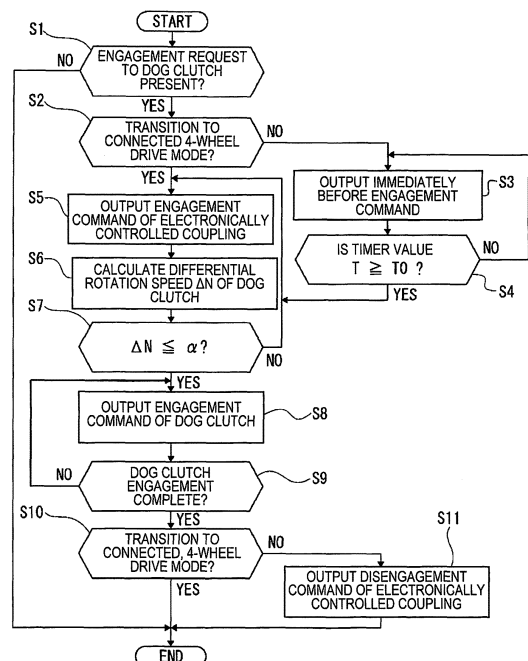 START
S1
ENGAGEMENT REQUEST
TO DOG CLUTCH
PRESENT?
NO
YES
S2
TRANSITION TO
CONNECTED 4-WHEEL
DRIVE MODE?
NO
YES
OUTPUT IMMEDIATELY
BEFORE ENGAGEMENT
COMMAND
S3
S5
OUTPUT ENGAGEMENT
COMMAND OF ELECTRONICALLY
CONTROLLED COUPLING
IS TIMER VALUE
T ≧ T0 ?
NO
YES
S4
S6
CALCULATE DIFFERENTIAL
ROTATION SPEED ΔN OF DOG
CLUTCH
S7
ΔN ≦ α?
NO
YES
OUTPUT ENGAGEMENT
COMMAND OF DOG CLUTCH
S8
NO
DOG CLUTCH
ENGAGEMENT
COMPLETE?
S9
YES
S10
TRANSITION TO
CONNECTED, 4-WHEEL
DRIVE MODE?
NO
YES
S11
OUTPUT DISENGAGEMENT
COMMAND OF ELECTRONICALLY
CONTROLLED COUPLING
END